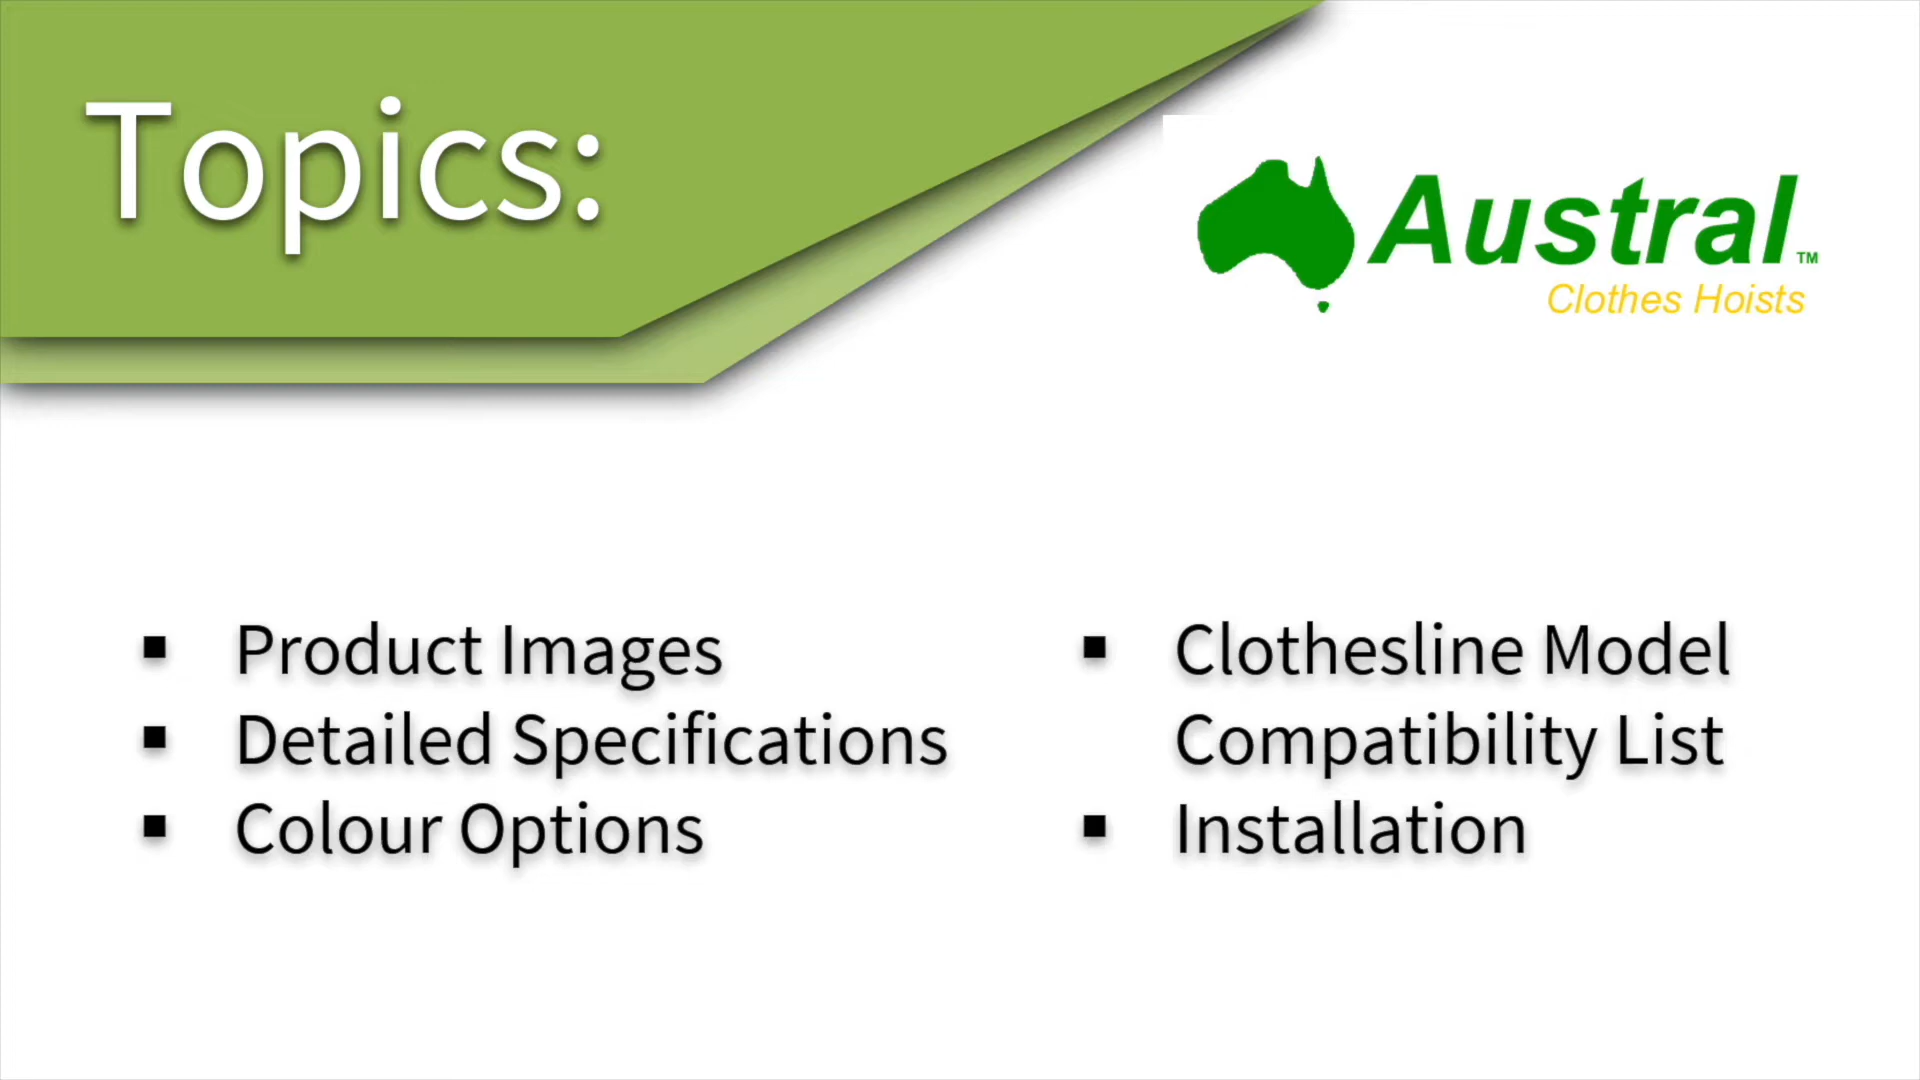 Topics:
Austral™
Clothes Hoists
▪ Product Images
▪ Detailed Specifications
▪ Colour Options
▪ Clothesline Model
Compatibility List
▪ Installation